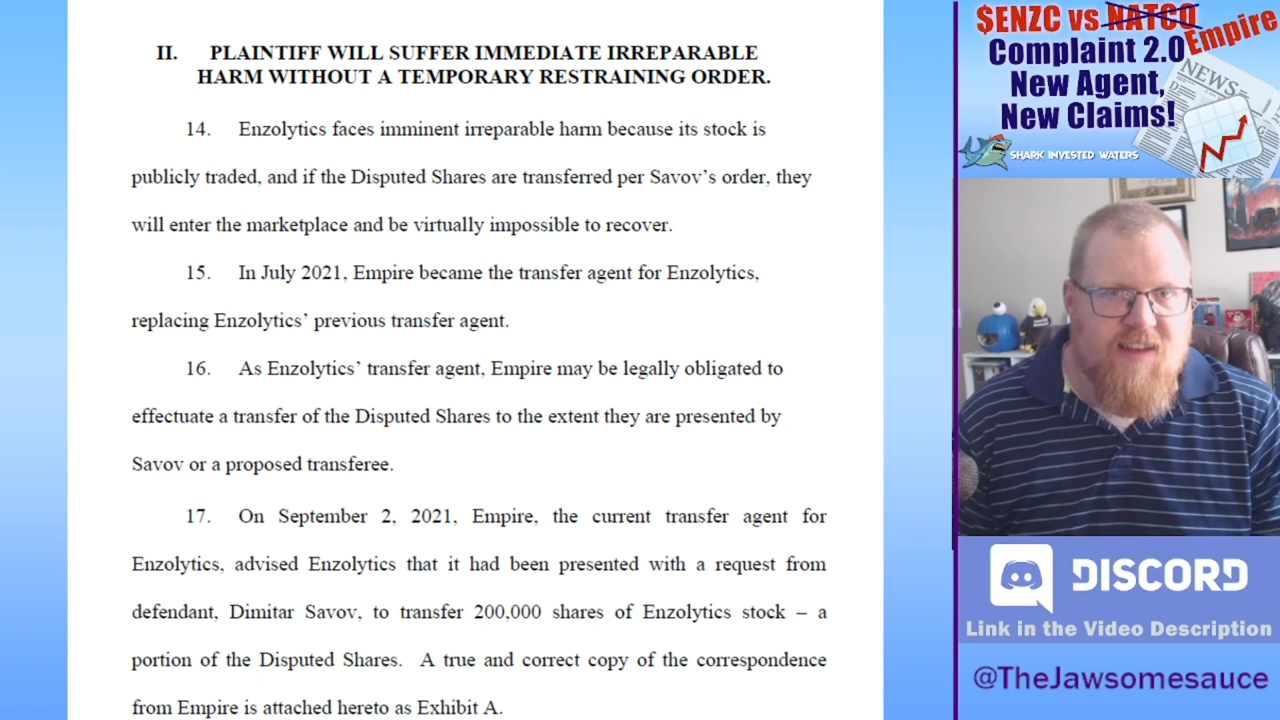 II. PLAINTIFF WILL SUFFER IMMEDIATE IRREPARABLE
HARM WITHOUT A TEMPORARY RESTRAINING ORDER.
14. Enzolytics faces imminent irreparable harm because its stock is
publicly traded, and if the Disputed Shares are transferred per Savov’s order, they
will enter the marketplace and be virtually impossible to recover.
15. In July 2021, Empire became the transfer agent for Enzolytics,
replacing Enzolytics’ previous transfer agent.
16. As Enzolytics’ transfer agent, Empire may be legally obligated to
effectuate a transfer of the Disputed Shares to the extent they are presented by
Savov or a proposed transferee.
17. On September 2, 2021, Empire, the current transfer agent for
Enzolytics, advised Enzolytics that it had been presented with a request from
defendant, Dimitar Savov, to transfer 200,000 shares of Enzolytics stock – a
portion of the Disputed Shares. A true and correct copy of the correspondence
from Empire is attached hereto as Exhibit A.
$ENZC vs NATCO
Empire
Complaint 2.0
New Agent,
New Claims!
NEWS
SHARK INVESTED WATERS
DISCORD
Link in the Video Description
@TheJawsomesauce